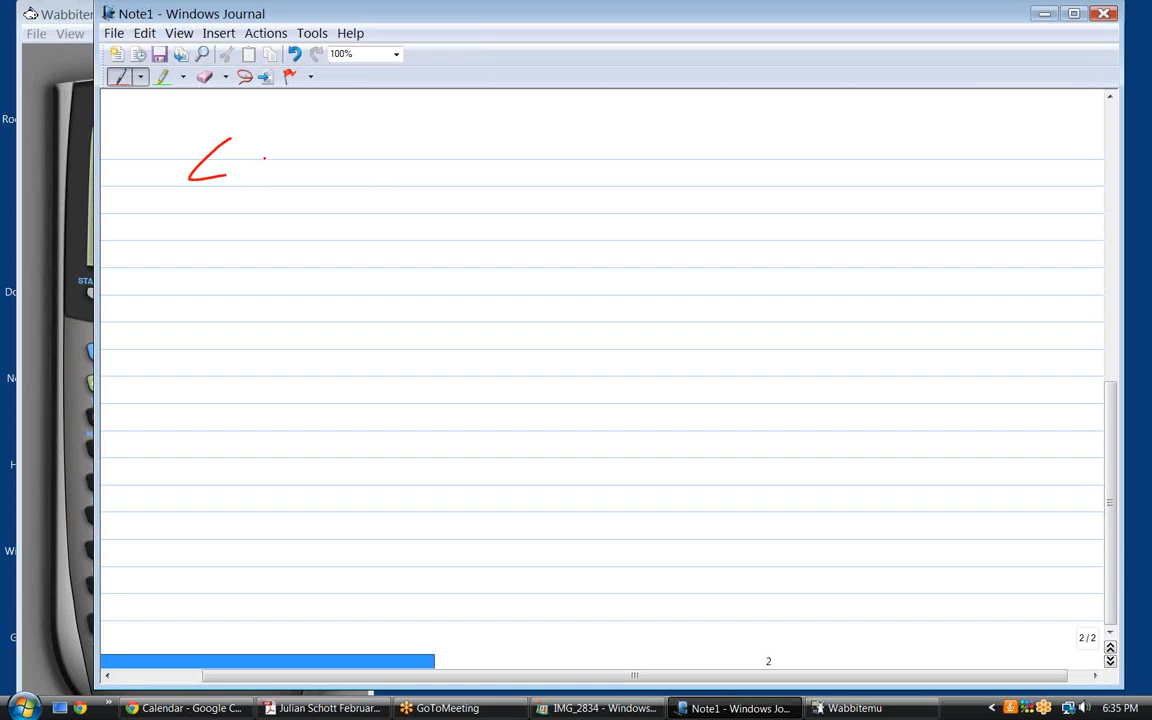 Wabbitem
File View
Note1 - Windows Journal
File Edit View Insert Actions Tools Help
100%
STA
2 / 2
2
Calendar - Google C...
Julian Schott Februar...
GoToMeeting
IMG_2834 - Windows...
Note1 - Windows Jo...
Wabbitemu
6:35 PM